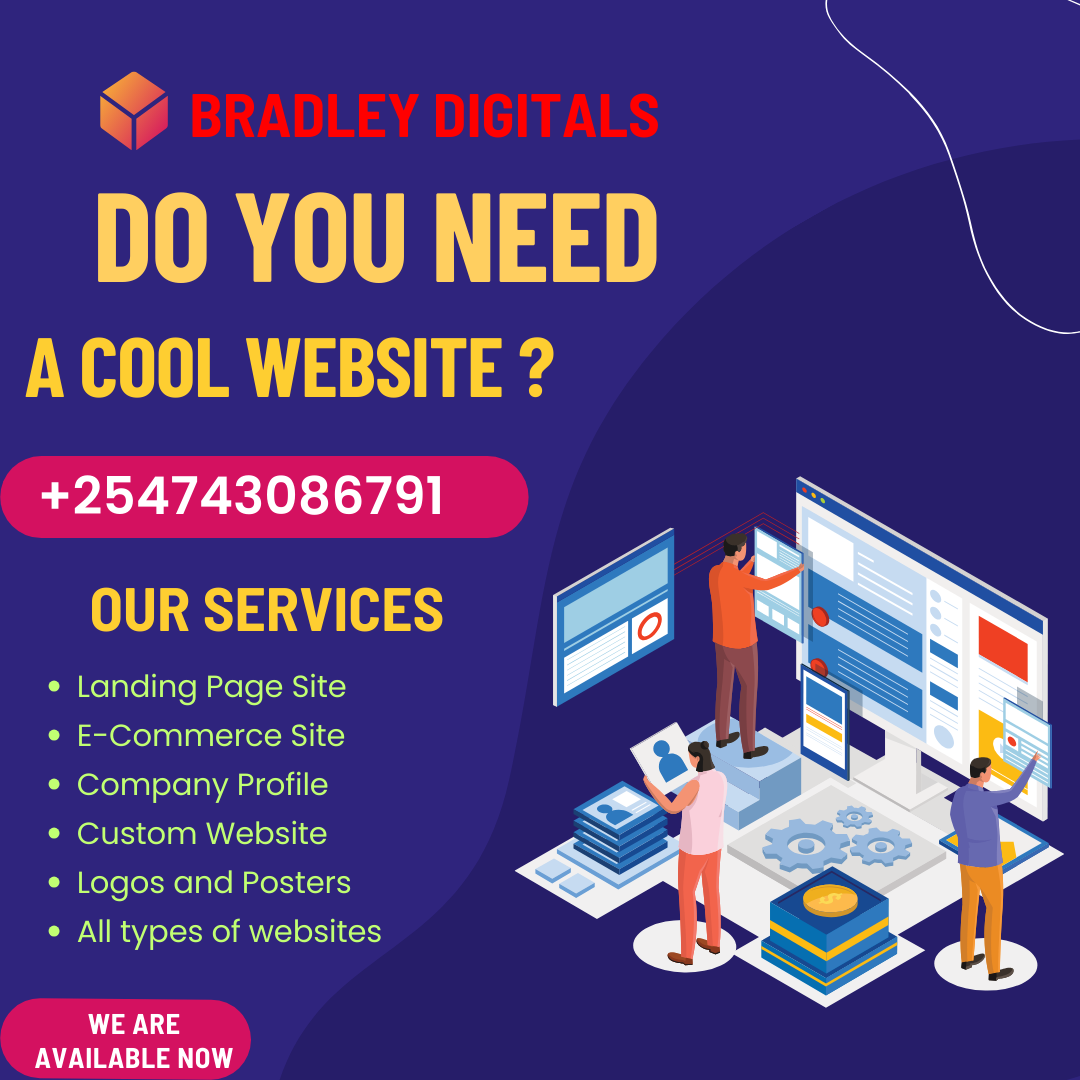 BRADLEY DIGITALS
DO YOU NEED
A COOL WEBSITE ?
+254743086791
OUR SERVICES
• Landing Page Site
• E-Commerce Site
• Company Profile
• Custom Website
• Logos and Posters
• All types of websites
WE ARE
AVAILABLE NOW